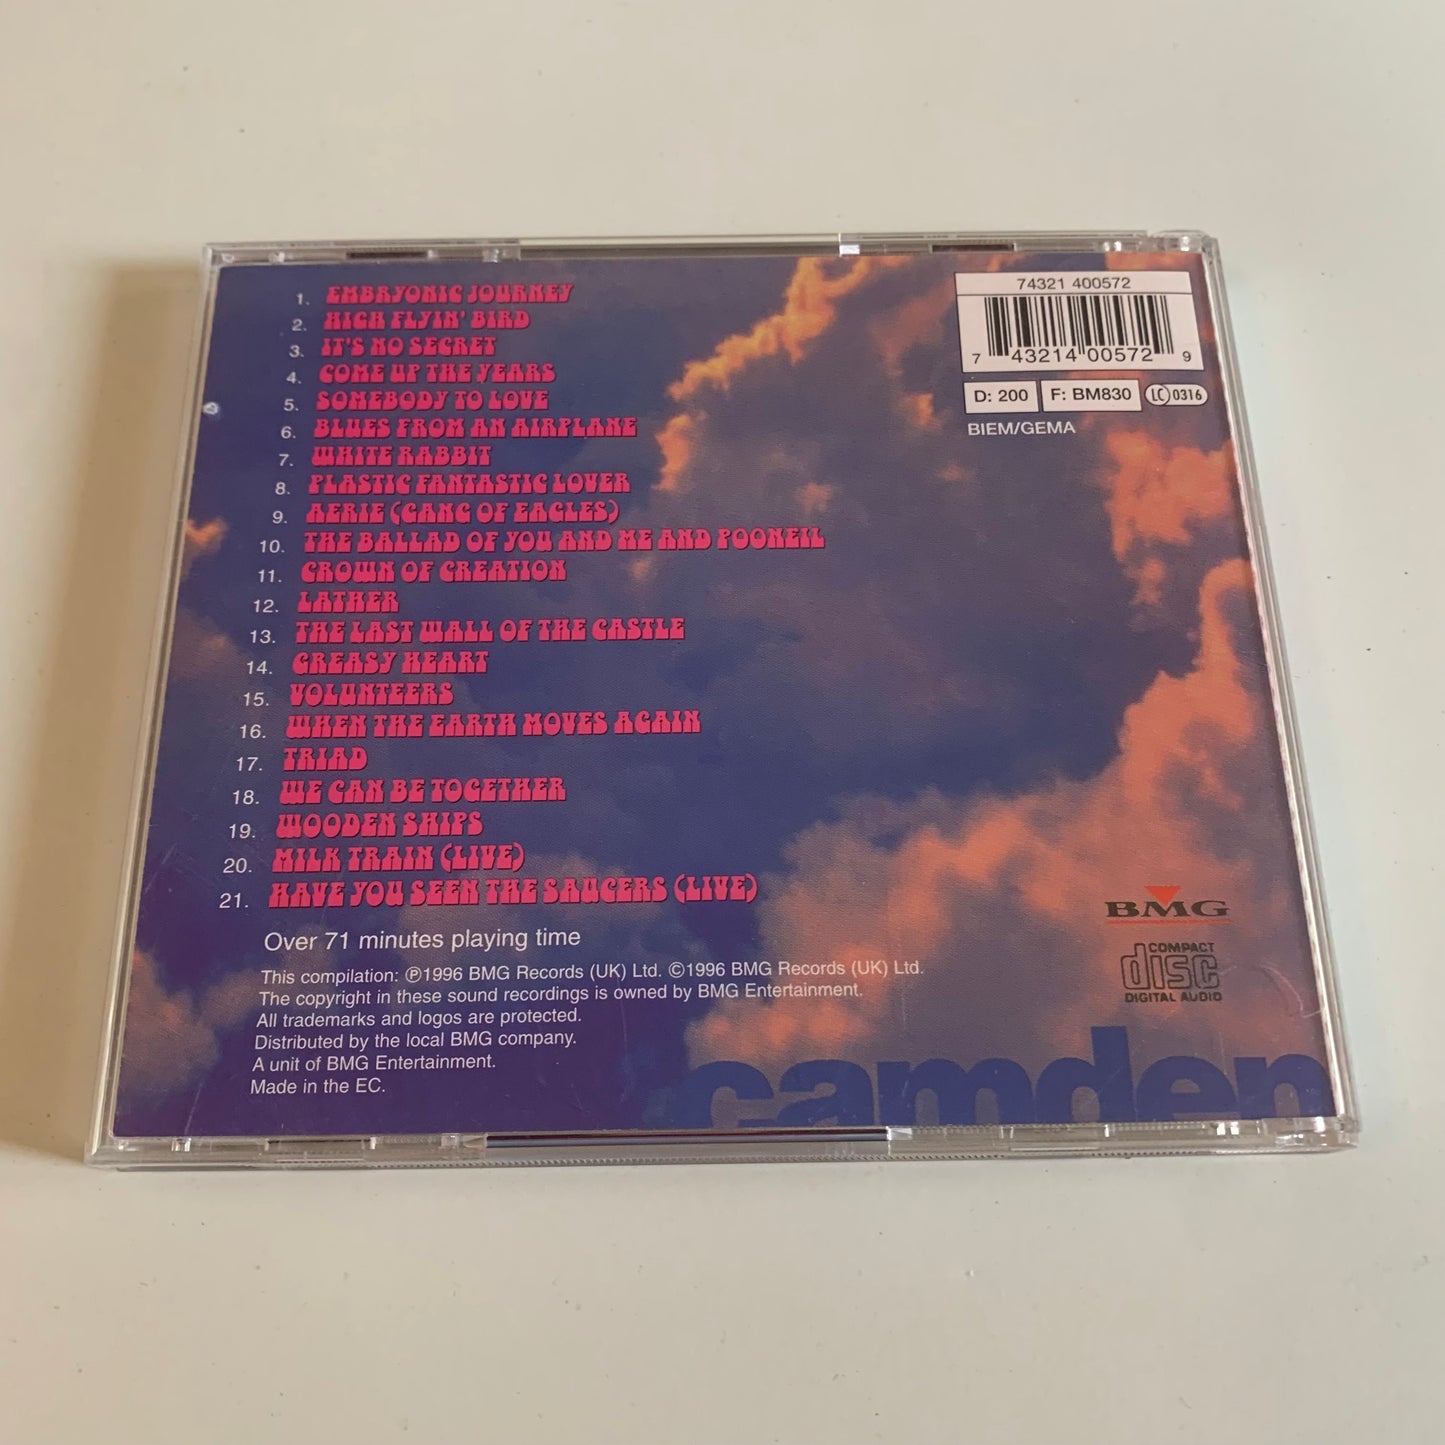 1. EMBRYONIC JOURNEY
2. HIGH FLYIN' BIRD
3. IT'S NO SECRET
4. COME UP THE YEARS
5. SOMEBODY TO LOVE
6. BLUES FROM AN AIRPLANE
7. WHITE RABBIT
8. PLASTIC FANTASTIC LOVER
9. AERIE (GANG OF EAGLES)
10. THE BALLAD OF YOU AND ME AND POONEIL
11. CROWN OF CREATION
12. LATHER
13. THE LAST WALL OF THE CASTLE
14. GREASY HEART
15. VOLUNTEERS
16. WHEN THE EARTH MOVES AGAIN
17. TRIAD
18. WE CAN BE TOGETHER
19. WOODEN SHIPS
20. MILK TRAIN (LIVE)
21. HAVE YOU SEEN THE SAUCERS (LIVE)
Over 71 minutes playing time
This compilation: ℗1996 BMG Records (UK) Ltd. ©1996 BMG Records (UK) Ltd.
The copyright in these sound recordings is owned by BMG Entertainment.
All trademarks and logos are protected.
Distributed by the local BMG company.
A unit of BMG Entertainment.
Made in the EC.
74321 400572
7 43214 00572 9
D: 200 F: BM830 LC 0316
BIEM/GEMA
BMG
COMPACT
disc
DIGITAL AUDIO
camden